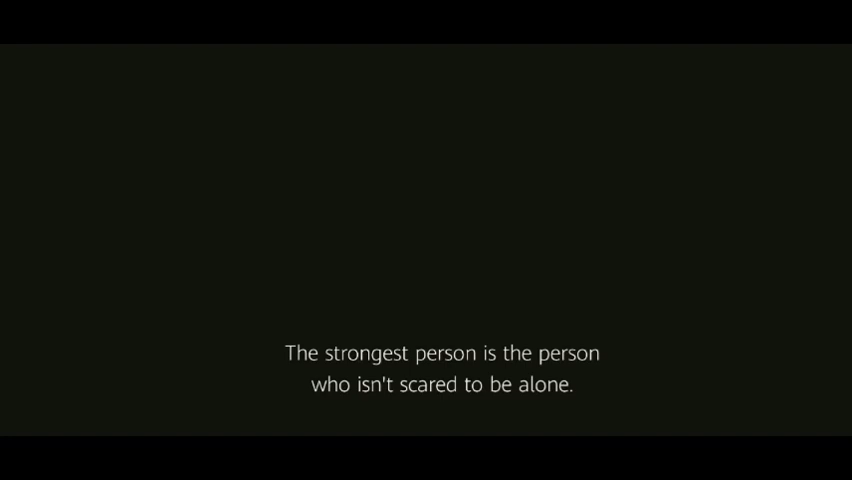 The strongest person is the person
who isn't scared to be alone.